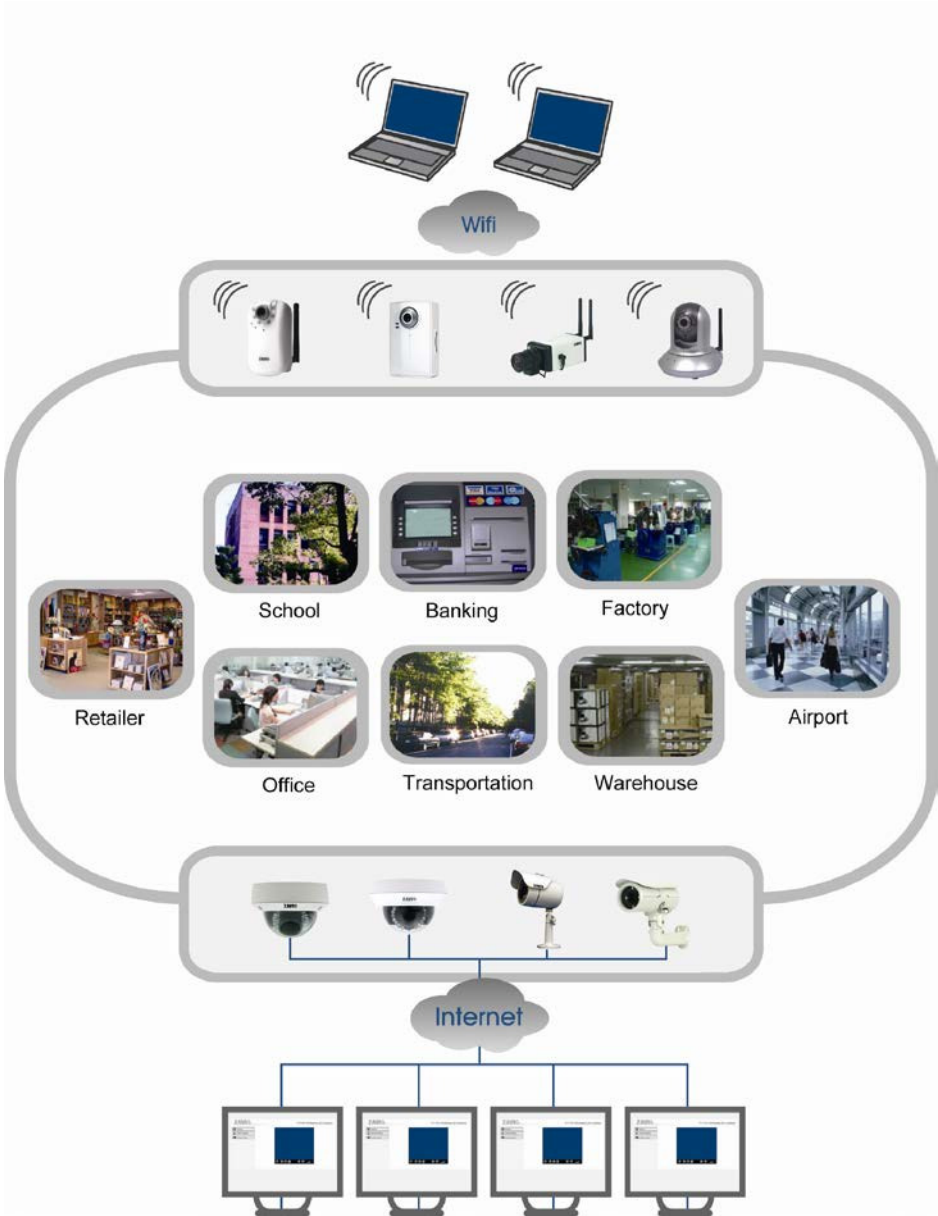 Wifi
School
Banking
Factory
Retailer
Airport
Office
Transportation
Warehouse
Internet